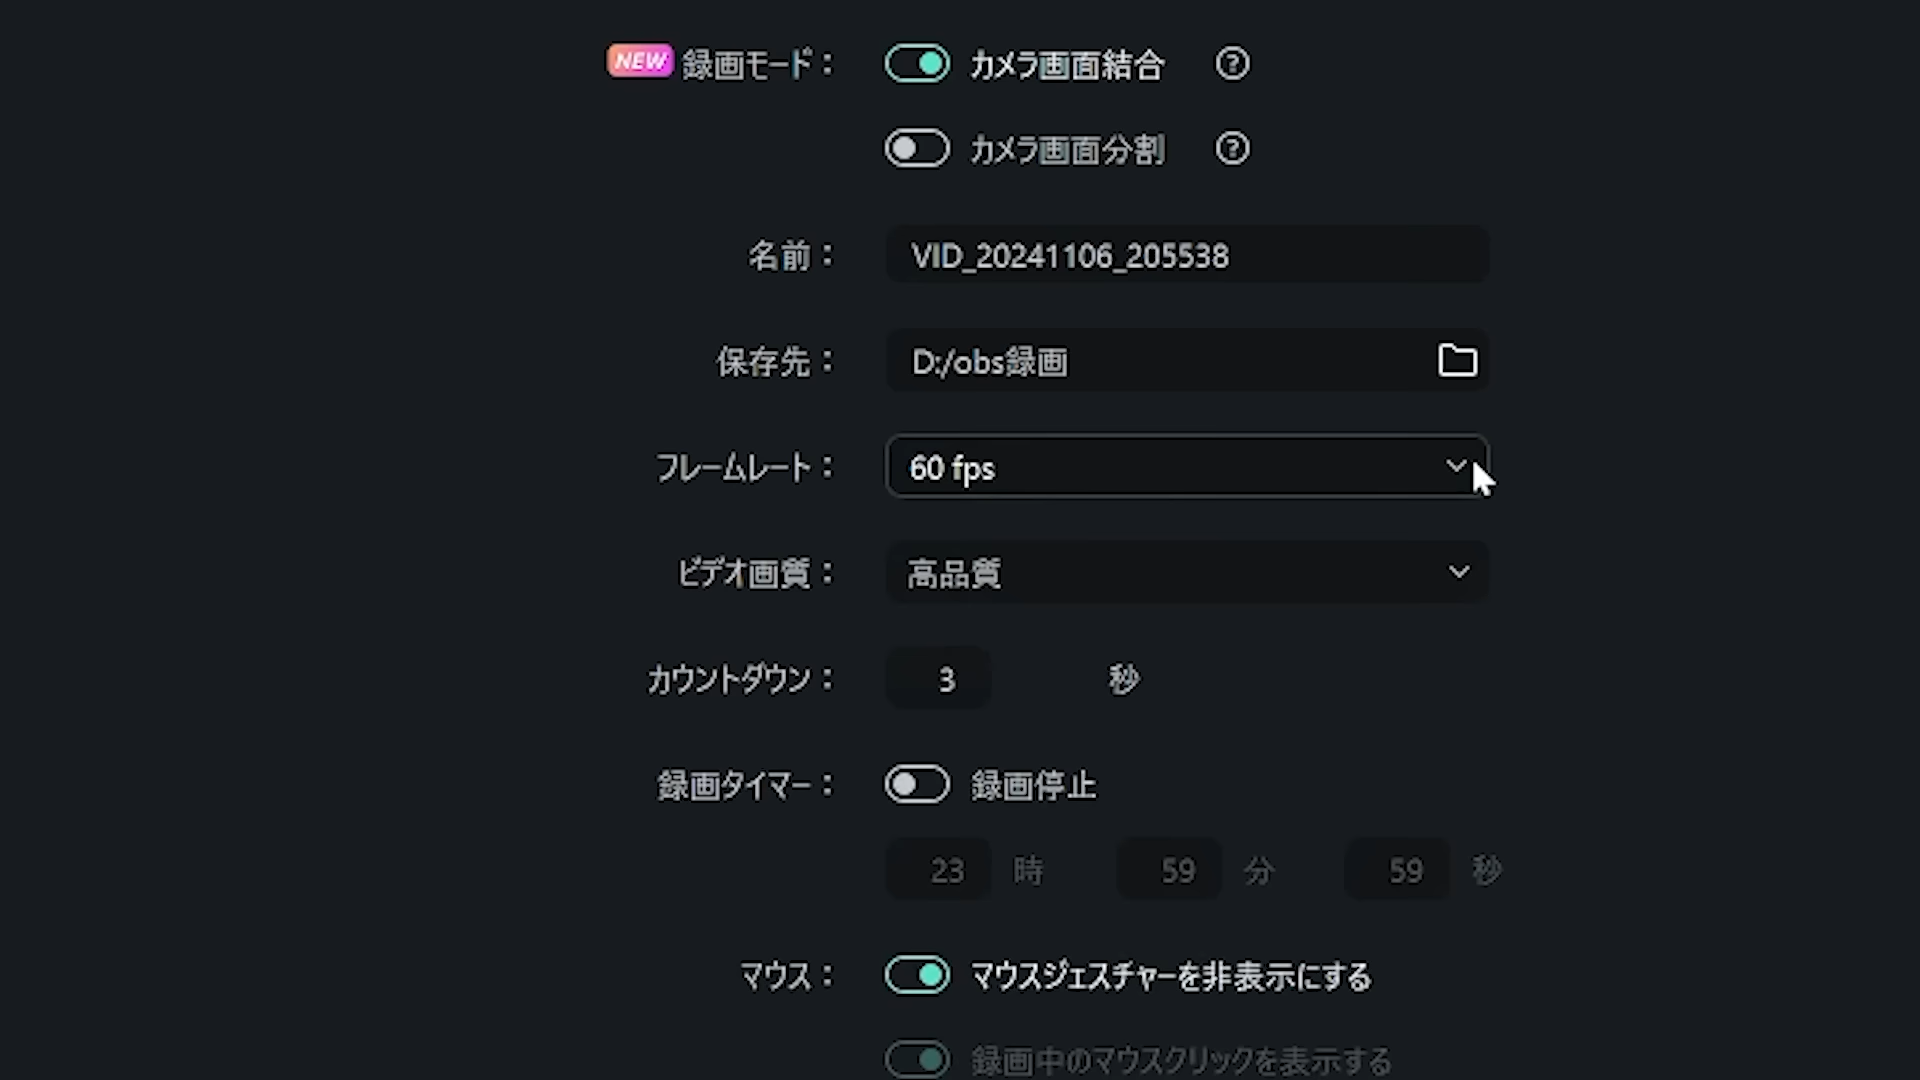 NEW 録画モード： カメラ画面結合 ?
カメラ画面分割 ?
名前： VID_20241106_205538
保存先： D:/obs録画
フレームレート： 60 fps
ビデオ画質： 高品質
カウントダウン： 3 秒
録画タイマー： 録画停止
23 時 59 分 59 秒
マウス： マウスジェスチャーを非表示にする
録画中のマウスクリックを表示する